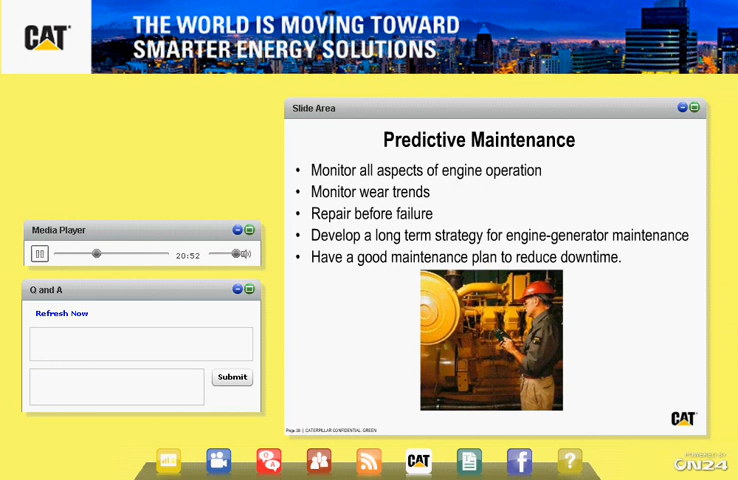 CAT
THE WORLD IS MOVING TOWARD
SMARTER ENERGY SOLUTIONS
Slide Area
Predictive Maintenance
• Monitor all aspects of engine operation
• Monitor wear trends
• Repair before failure
• Develop a long term strategy for engine-generator maintenance
• Have a good maintenance plan to reduce downtime.
CATERPILLAR CONFIDENTIAL: GREEN
CAT
Media Player
20:52
Q and A
Refresh Now
Submit
Q
A
CAT
f
?
POWERED BY
ON24